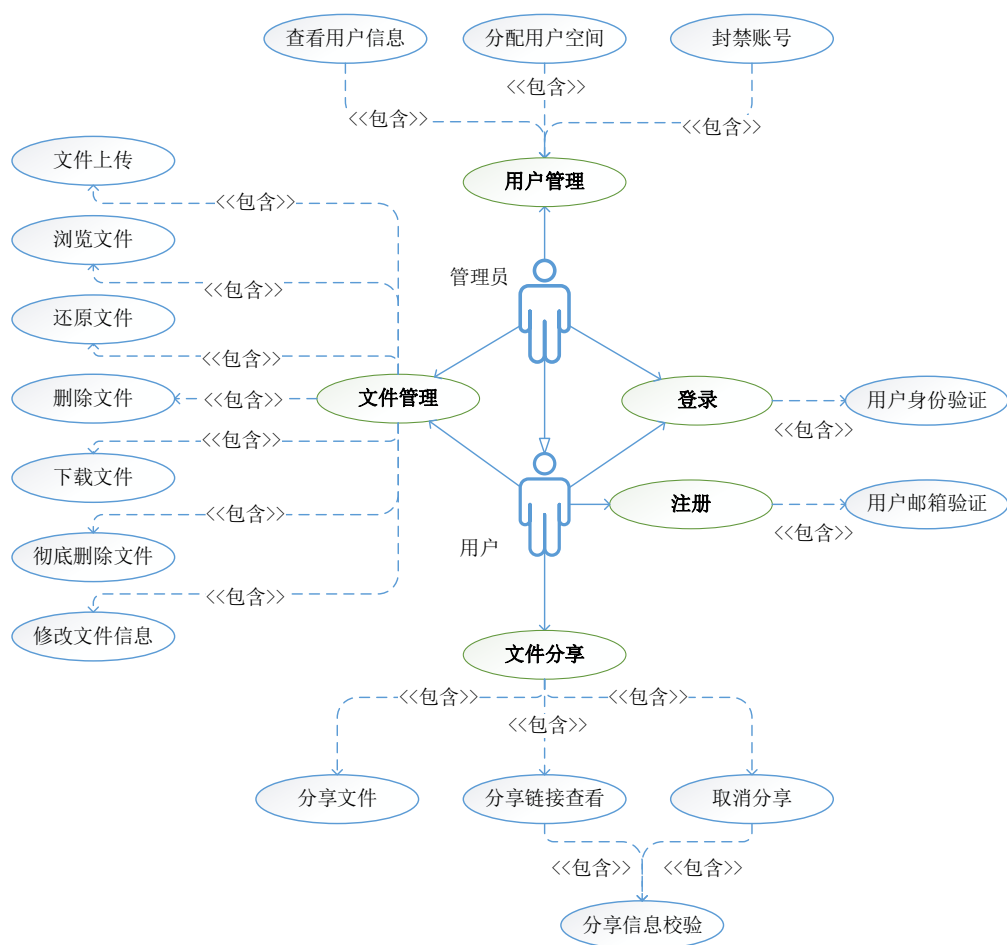 查看用户信息
分配用户空间
封禁账号
<<包含>>
<<包含>>
<<包含>>
用户管理
文件上传
<<包含>>
浏览文件
<<包含>>
还原文件
<<包含>>
删除文件
<<包含>>
下载文件
<<包含>>
彻底删除文件
<<包含>>
修改文件信息
<<包含>>
文件管理
管理员
登录
<<包含>>
用户身份验证
注册
<<包含>>
用户邮箱验证
用户
文件分享
<<包含>>
<<包含>>
<<包含>>
分享文件
分享链接查看
取消分享
<<包含>>
<<包含>>
分享信息校验